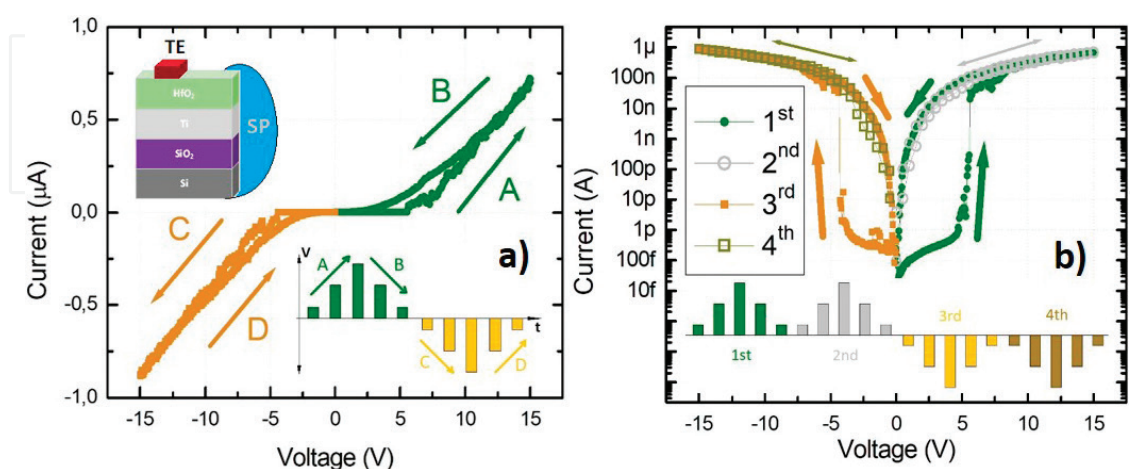 1,0
0,5
0,0
-0,5
-1,0
Current (µA)
-15 -10 -5 0 5 10 15
Voltage (V)
TE
HfO₂
Ti
SiO₂
Si
SP
B
A
C
D
a)
V
A
B
C
D
t
1µ
100n
10n
1n
100p
10p
1p
100f
10f
Current (A)
1st
2nd
3rd
4th
b)
1st
2nd
3rd
4th
-15 -10 -5 0 5 10 15
Voltage (V)